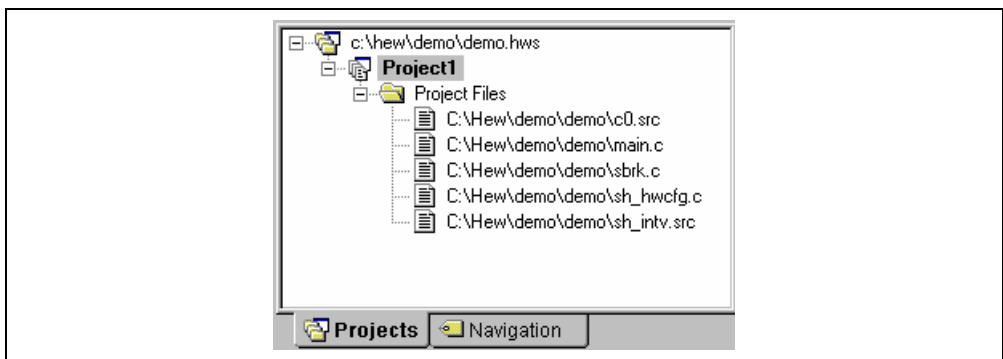 c:\hew\demo\demo.hws
Project1
Project Files
C:\Hew\demo\demo\c0.src
C:\Hew\demo\demo\main.c
C:\Hew\demo\demo\sbrk.c
C:\Hew\demo\demo\sh_hwcfg.c
C:\Hew\demo\demo\sh_intv.src
Projects Navigation